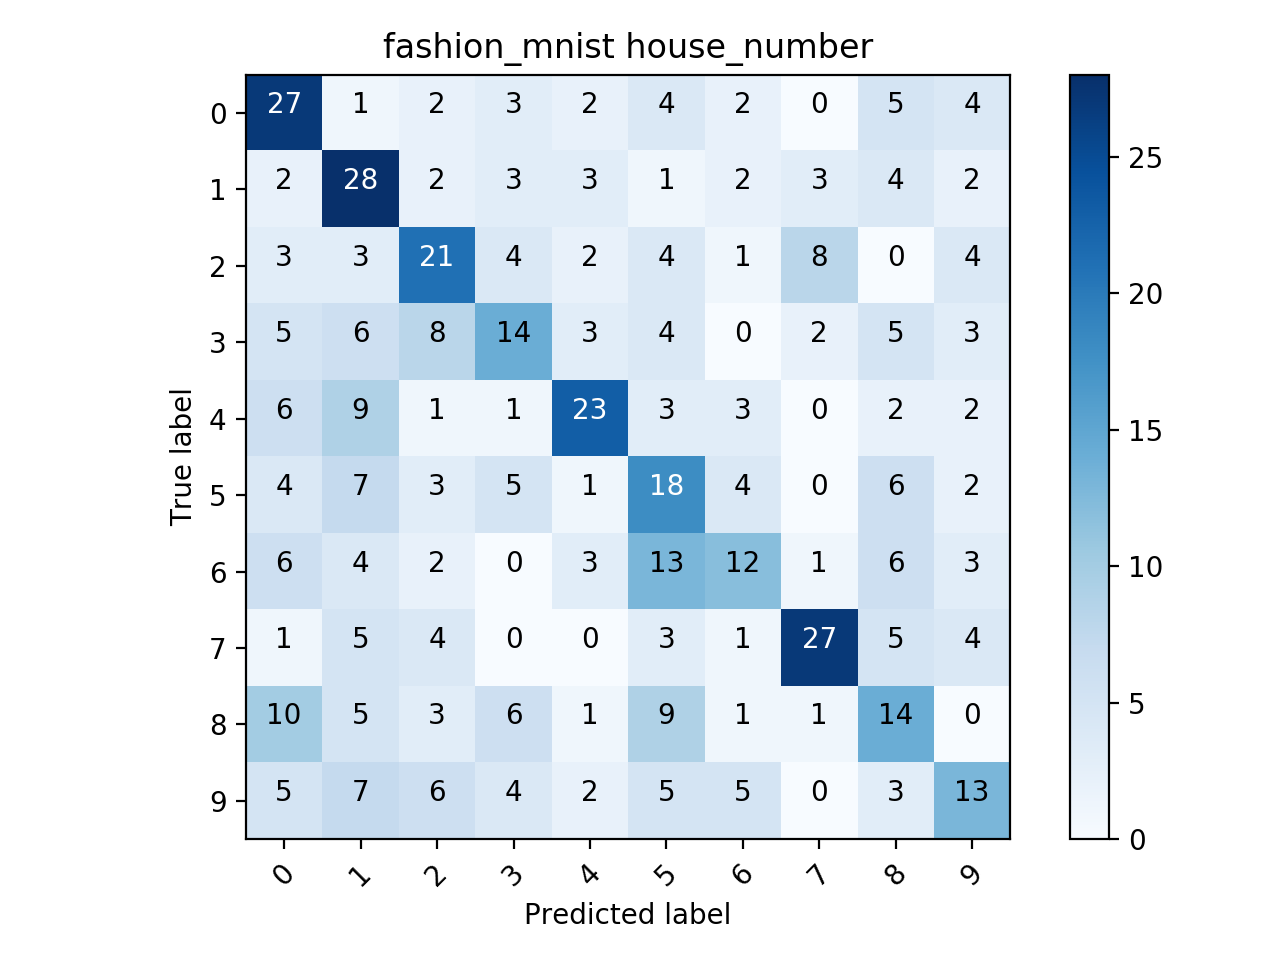 fashion_mnist house_number
0 27 1 2 3 2 4 2 0 5 4
1 2 28 2 3 3 1 2 3 4 2
2 3 3 21 4 2 4 1 8 0 4
3 5 6 8 14 3 4 0 2 5 3
4 6 9 1 1 23 3 3 0 2 2
5 4 7 3 5 1 18 4 0 6 2
6 6 4 2 0 3 13 12 1 6 3
7 1 5 4 0 0 3 1 27 5 4
8 10 5 3 6 1 9 1 1 14 0
9 5 7 6 4 2 5 5 0 3 13
0 1 2 3 4 5 6 7 8 9
True label
Predicted label
25
20
15
10
5
0